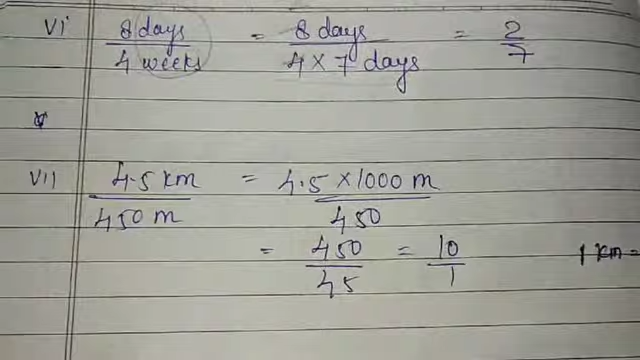 vi 8 days / 4 weeks = 8 days / 4 × 7 days = 2 / 7
vii 4.5 km / 450 m = 4.5 × 1000 m / 450
= 450 / 45 = 10 / 1
1 km =